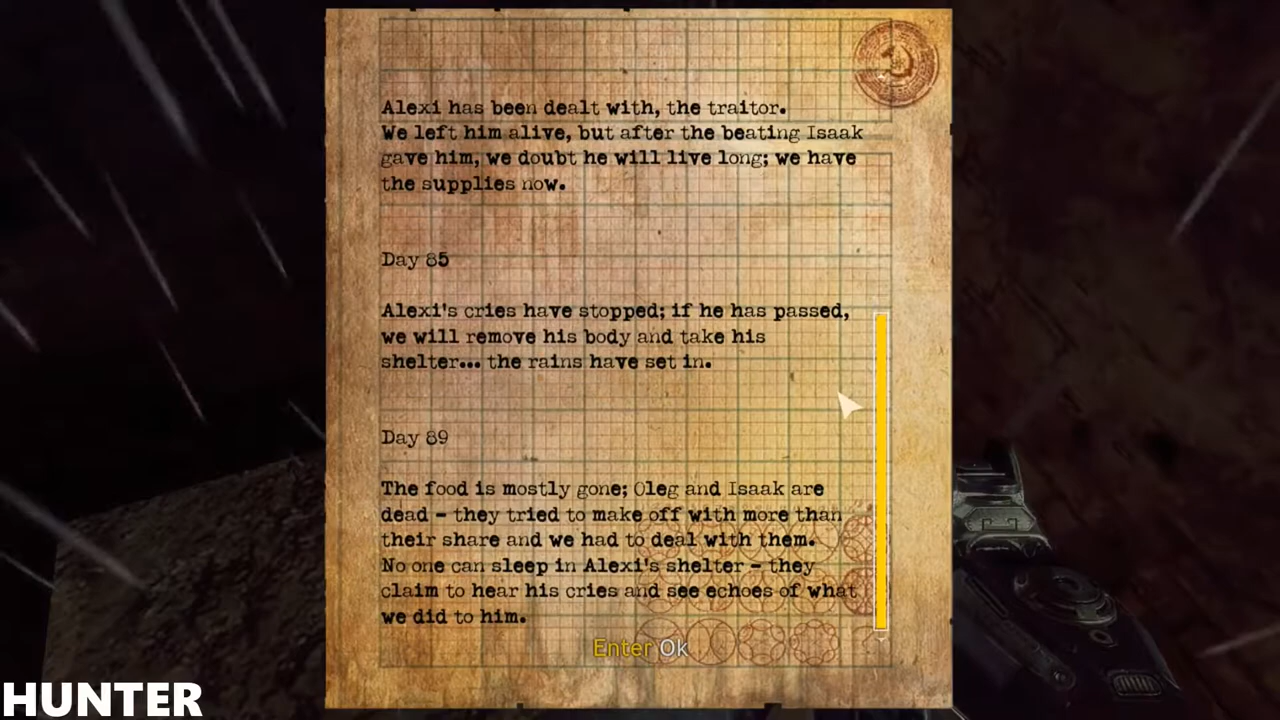 Alexi has been dealt with, the traitor.
We left him alive, but after the beating Isaak
gave him, we doubt he will live long; we have
the supplies now.
Day 85
Alexi's cries have stopped; if he has passed,
we will remove his body and take his
shelter... the rains have set in.
Day 89
The food is mostly gone; Oleg and Isaak are
dead - they tried to make off with more than
their share and we had to deal with them.
No one can sleep in Alexi's shelter - they
claim to hear his cries and see echoes of what
we did to him.
Enter Ok
HUNTER